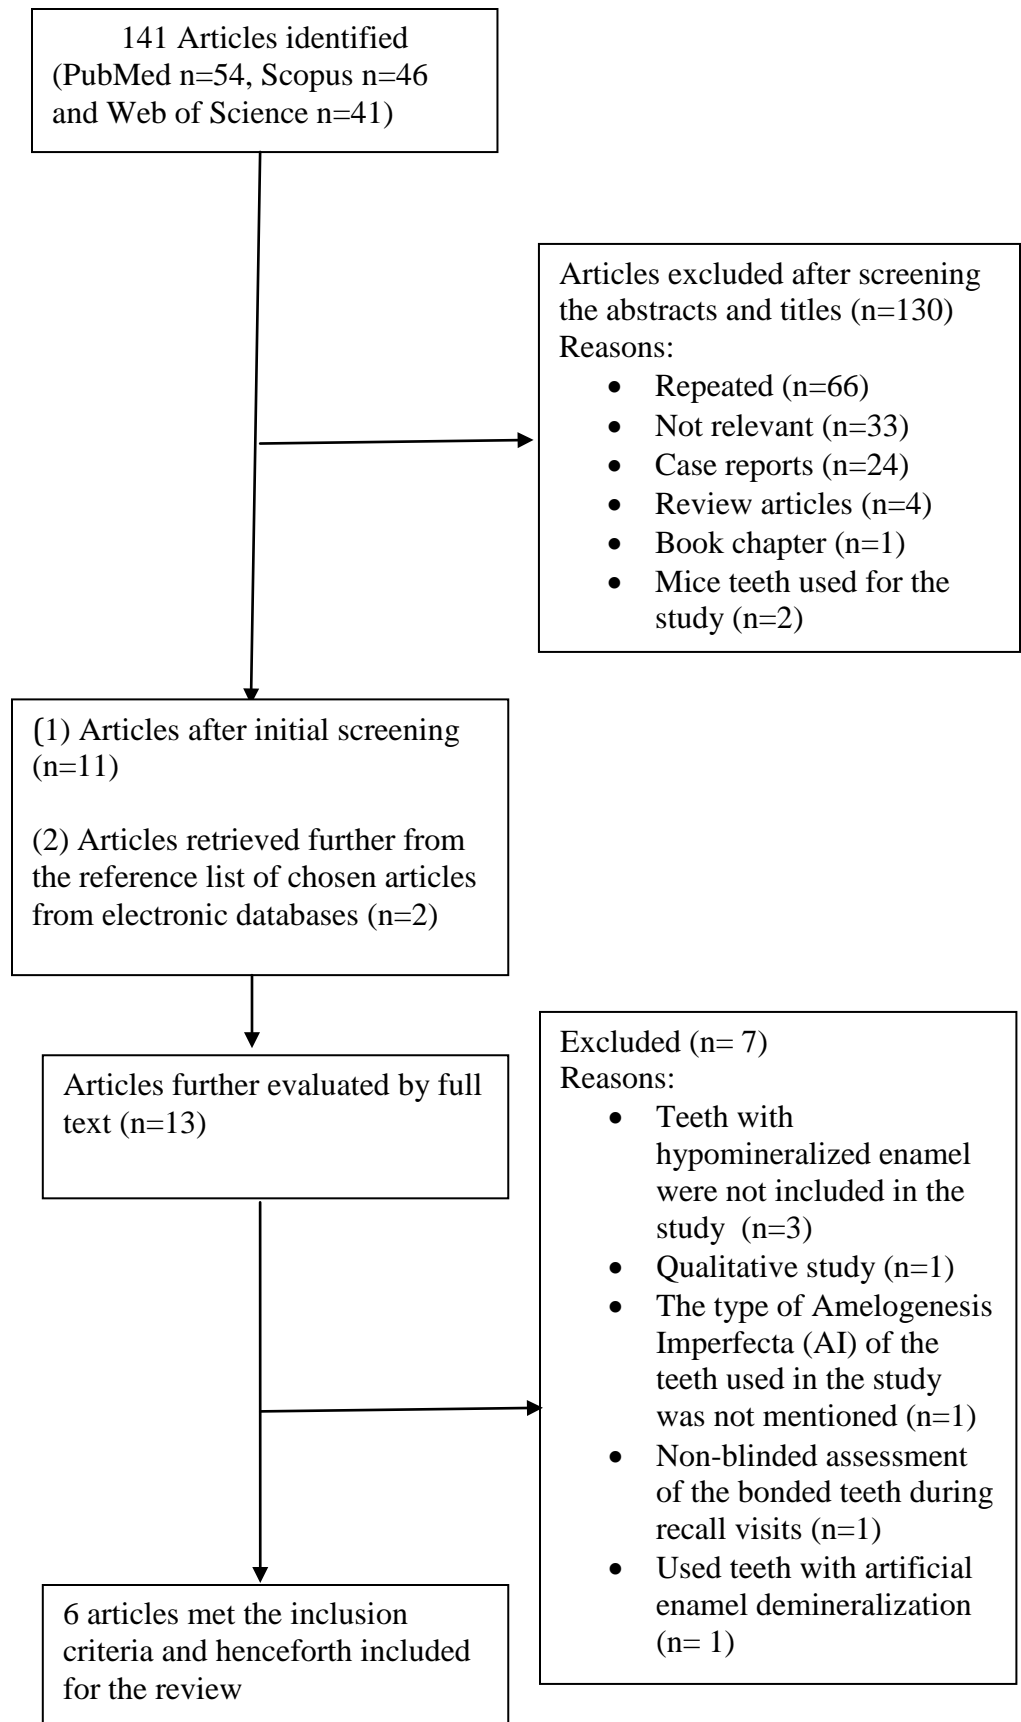 141 Articles identified
(PubMed n=54, Scopus n=46
and Web of Science n=41)
Articles excluded after screening
the abstracts and titles (n=130)
Reasons:
• Repeated (n=66)
• Not relevant (n=33)
• Case reports (n=24)
• Review articles (n=4)
• Book chapter (n=1)
• Mice teeth used for the
study (n=2)
(1) Articles after initial screening
(n=11)
(2) Articles retrieved further from
the reference list of chosen articles
from electronic databases (n=2)
Articles further evaluated by full
text (n=13)
Excluded (n= 7)
Reasons:
• Teeth with
hypomineralized enamel
were not included in the
study (n=3)
• Qualitative study (n=1)
• The type of Amelogenesis
Imperfecta (AI) of the
teeth used in the study
was not mentioned (n=1)
• Non-blinded assessment
of the bonded teeth during
recall visits (n=1)
• Used teeth with artificial
enamel demineralization
(n= 1)
6 articles met the inclusion
criteria and henceforth included
for the review